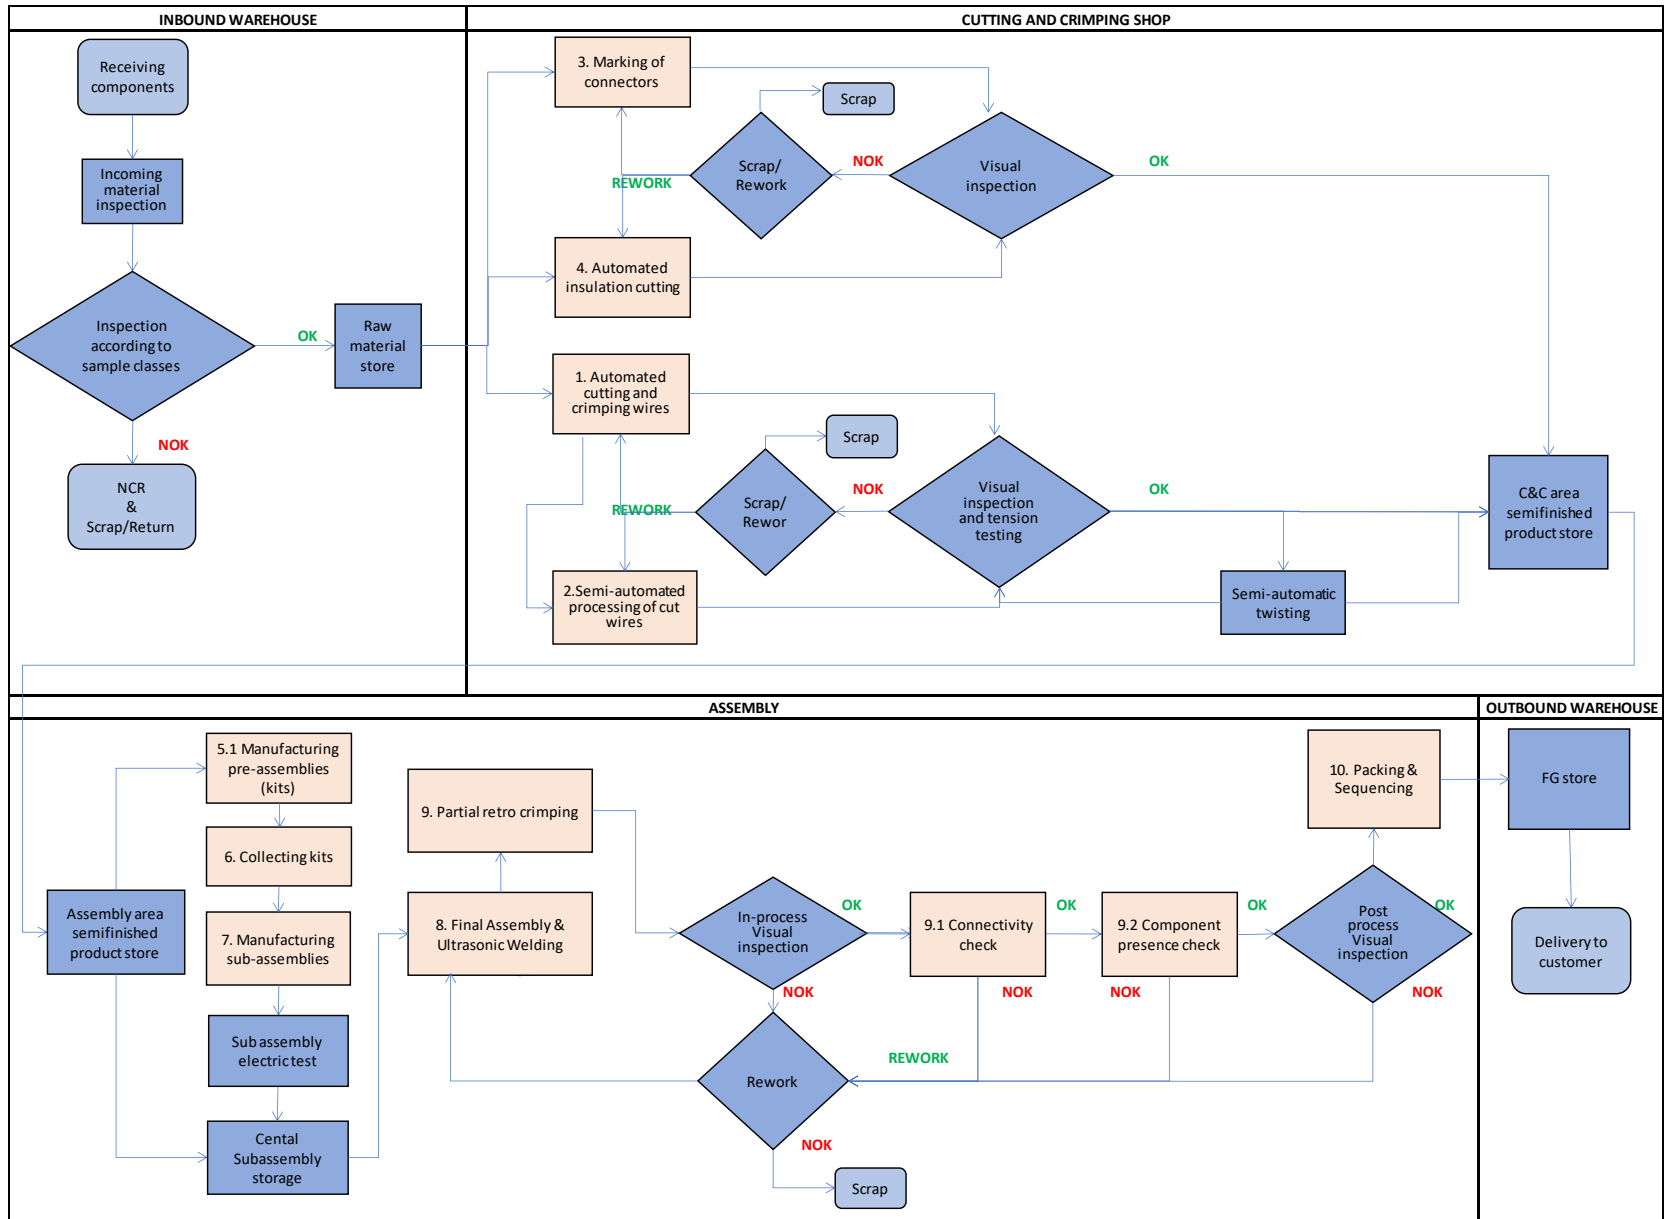 INBOUND WAREHOUSE
CUTTING AND CRIMPING SHOP
Receiving
components
Incoming
material
inspection
Inspection
according to
sample classes
OK
Raw
material
store
NOK
NCR
&
Scrap/Return
3. Marking of
connectors
Scrap
Scrap/
Rework
NOK
Visual
inspection
OK
REWORK
4. Automated
insulation cutting
1. Automated
cutting and
crimping wires
Scrap
Scrap/
Rewor
NOK
Visual
inspection
and tension
testing
OK
REWORK
C&C area
semifinished
product store
2.Semi-automated
processing of cut
wires
Semi-automatic
twisting
ASSEMBLY
OUTBOUND WAREHOUSE
5.1 Manufacturing
pre-assemblies
(kits)
6. Collecting kits
7. Manufacturing
sub-assemblies
Assembly area
semifinished
product store
Sub assembly
electric test
Cental
Subassembly
storage
9. Partial retro crimping
8. Final Assembly &
Ultrasonic Welding
In-process
Visual
inspection
OK
NOK
9.1 Connectivity
check
OK
NOK
9.2 Component
presence check
OK
NOK
Post
process
Visual
inspection
OK
NOK
10. Packing &
Sequencing
REWORK
Rework
NOK
Scrap
FG store
Delivery to
customer